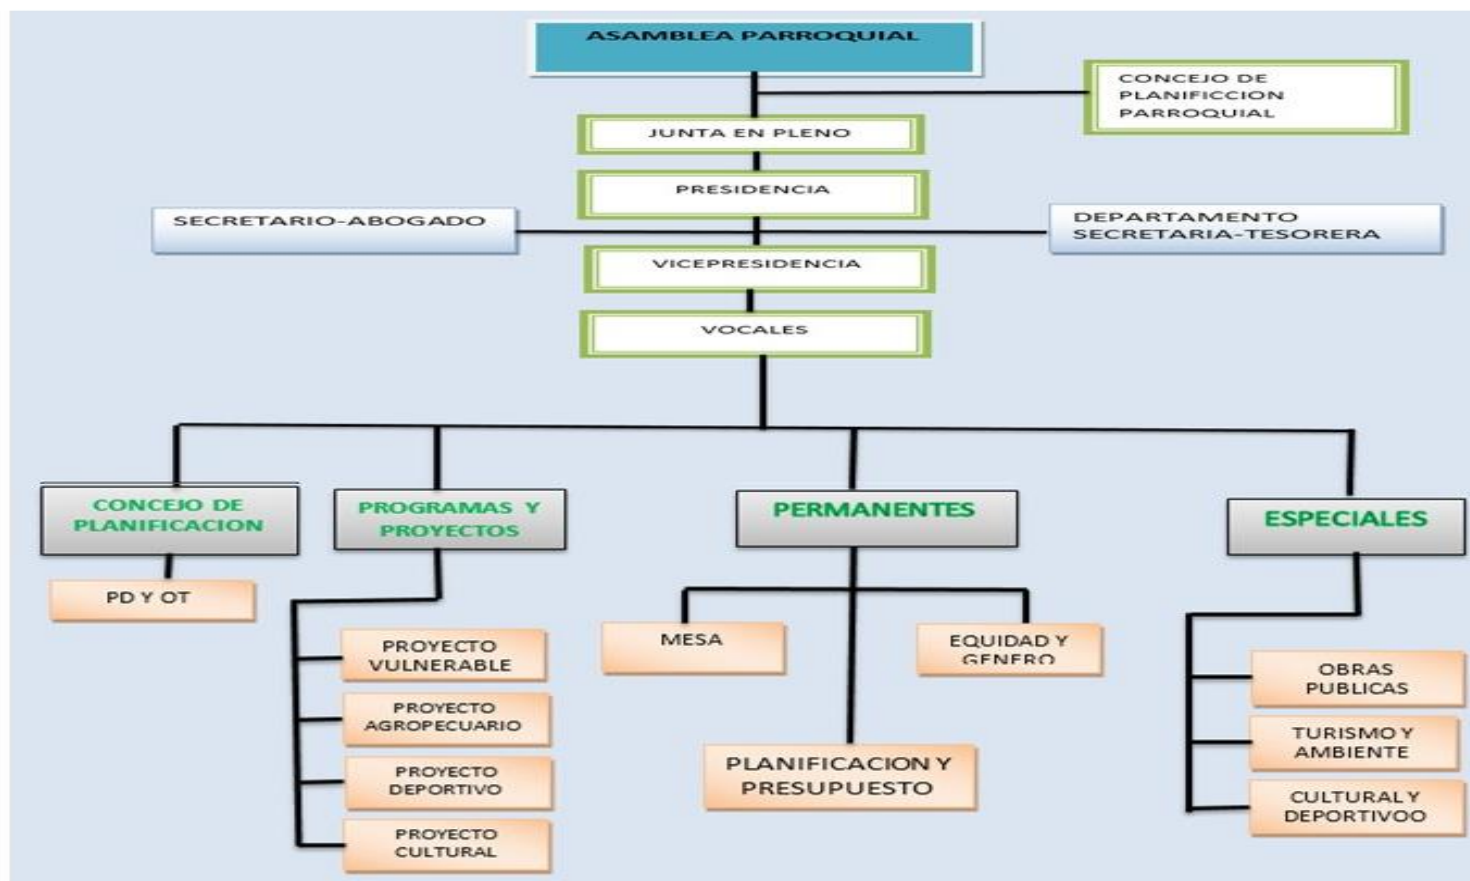 ASAMBLEA PARROQUIAL
CONCEJO DE
PLANIFICCION
PARROQUIAL
JUNTA EN PLENO
PRESIDENCIA
SECRETARIO-ABOGADO
DEPARTAMENTO
SECRETARIA-TESORERA
VICEPRESIDENCIA
VOCALES
CONCEJO DE
PLANIFICACION
PROGRAMAS Y
PROYECTOS
PERMANENTES
ESPECIALES
PD Y OT
PROYECTO
VULNERABLE
PROYECTO
AGROPECUARIO
PROYECTO
DEPORTIVO
PROYECTO
CULTURAL
MESA
EQUIDAD Y
GENERO
PLANIFICACION Y
PRESUPUESTO
OBRAS
PUBLICAS
TURISMO Y
AMBIENTE
CULTURAL Y
DEPORTIVOO